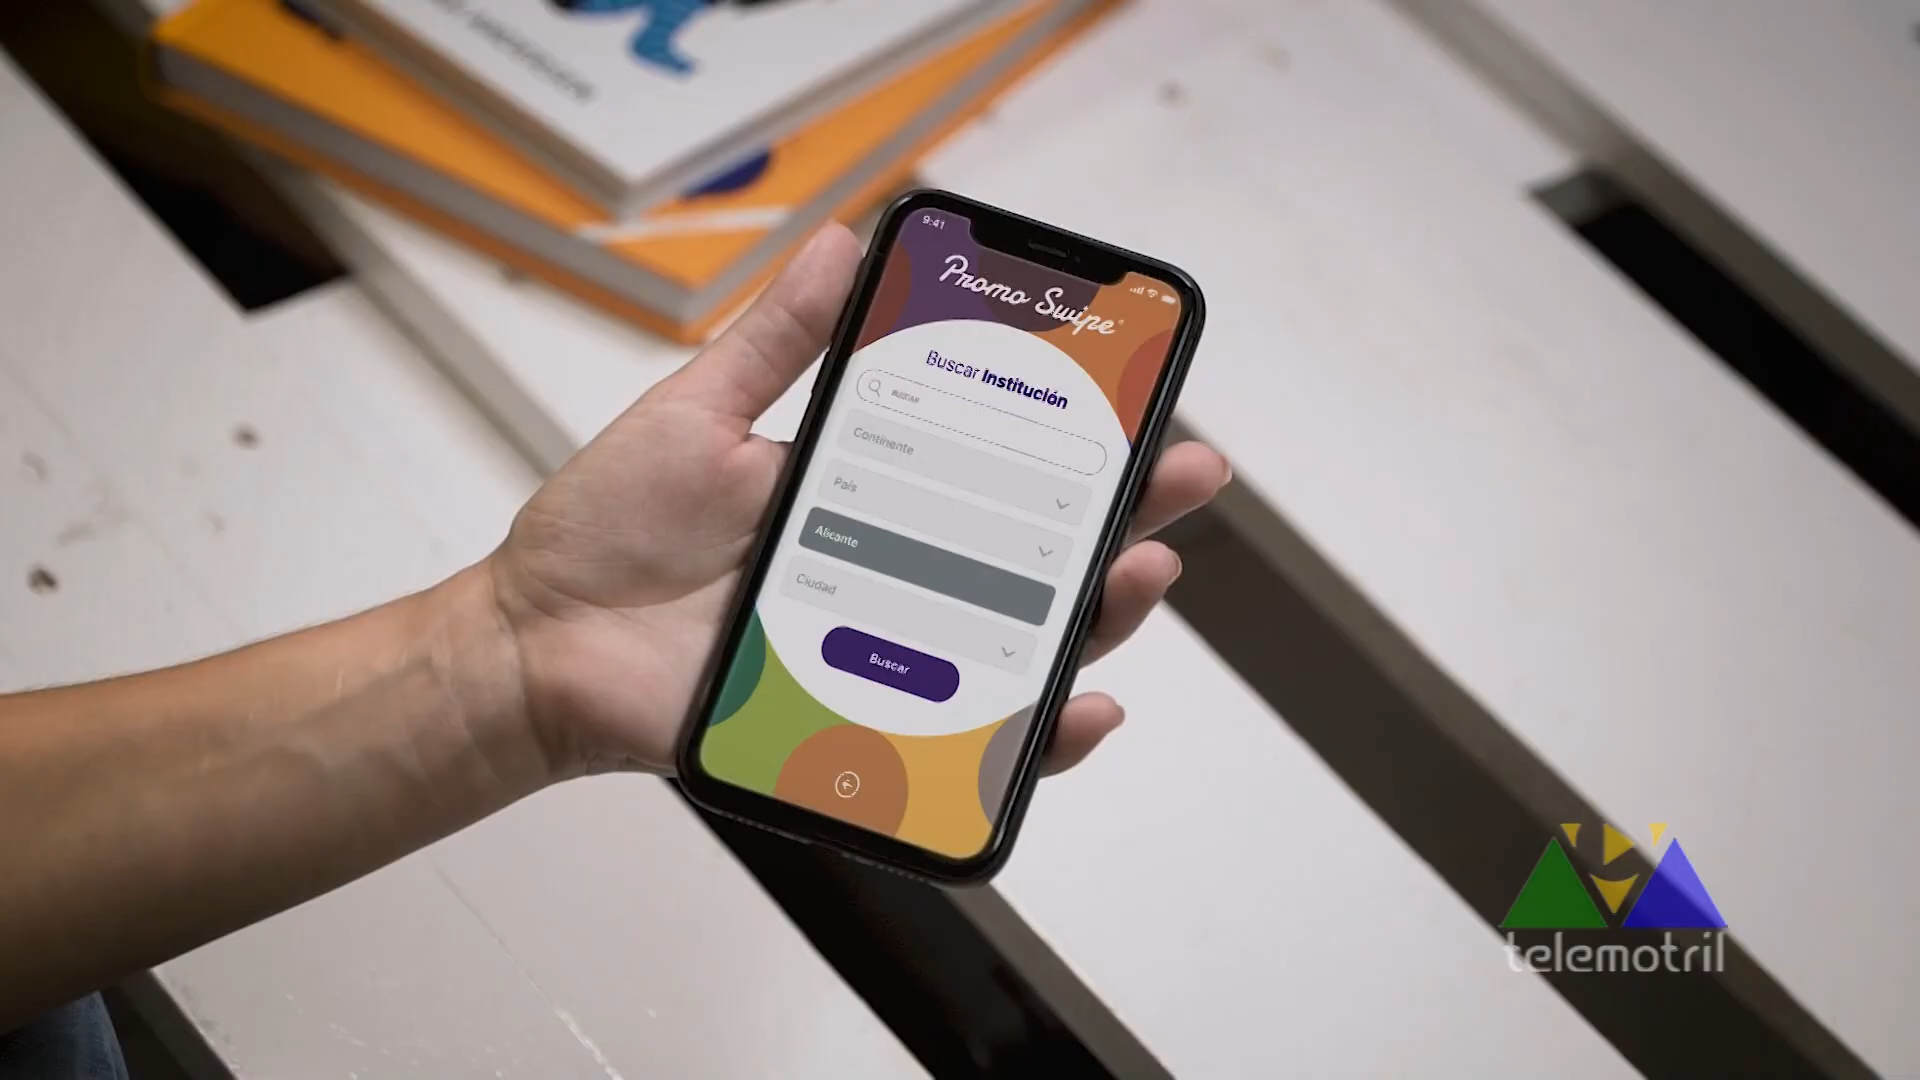 9:41
Promo Swipe
Buscar Institución
BUSCAR
Continente
País
Alicante
Ciudad
Buscar
telemotril